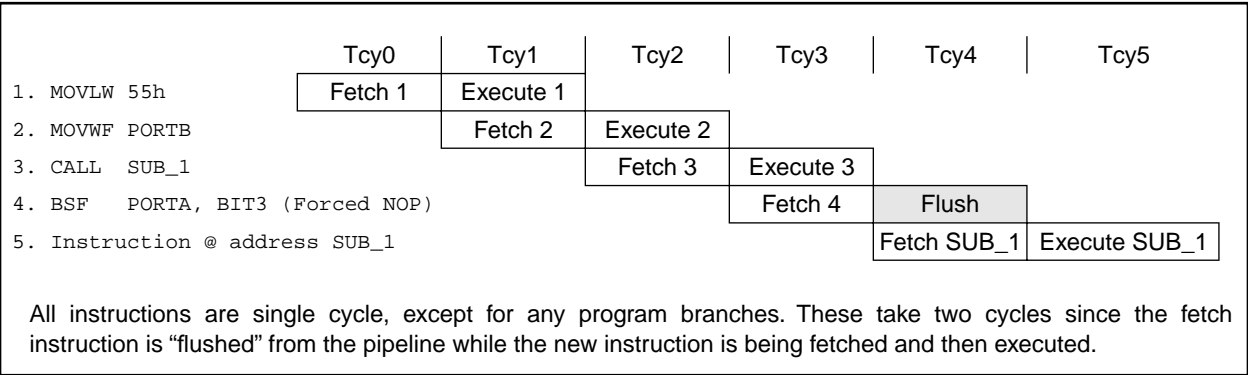 Tcy0 Tcy1 Tcy2 Tcy3 Tcy4 Tcy5
1. MOVLW 55h Fetch 1 Execute 1
2. MOVWF PORTB Fetch 2 Execute 2
3. CALL SUB_1 Fetch 3 Execute 3
4. BSF PORTA, BIT3 (Forced NOP) Fetch 4 Flush
5. Instruction @ address SUB_1 Fetch SUB_1 Execute SUB_1
All instructions are single cycle, except for any program branches. These take two cycles since the fetch
instruction is “flushed” from the pipeline while the new instruction is being fetched and then executed.